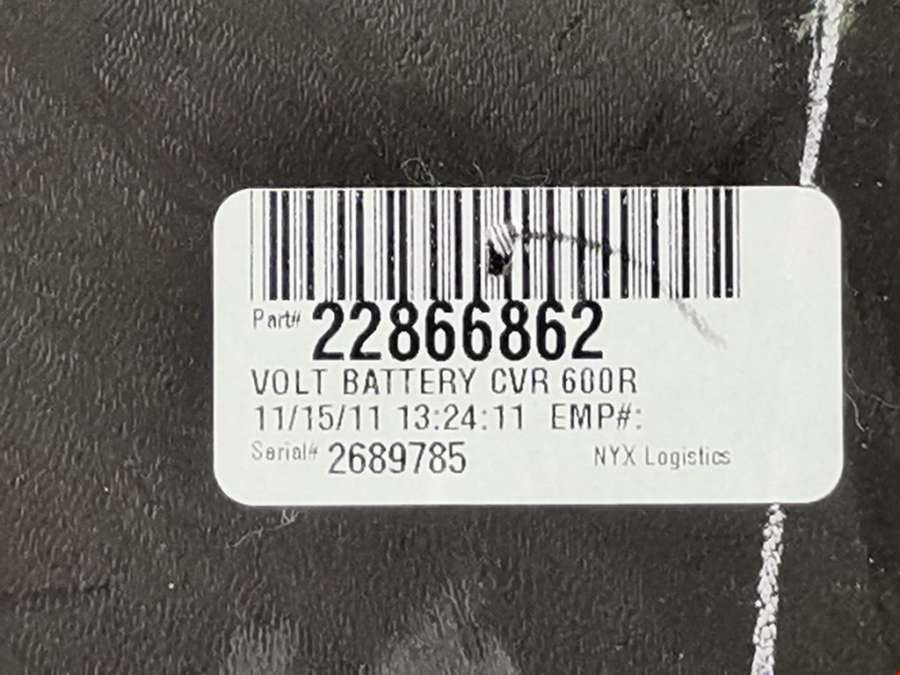 Part# 22866862
VOLT BATTERY CVR 600R
11/15/11 13:24:11 EMP#:
Serial# 2689785 NYX Logistics